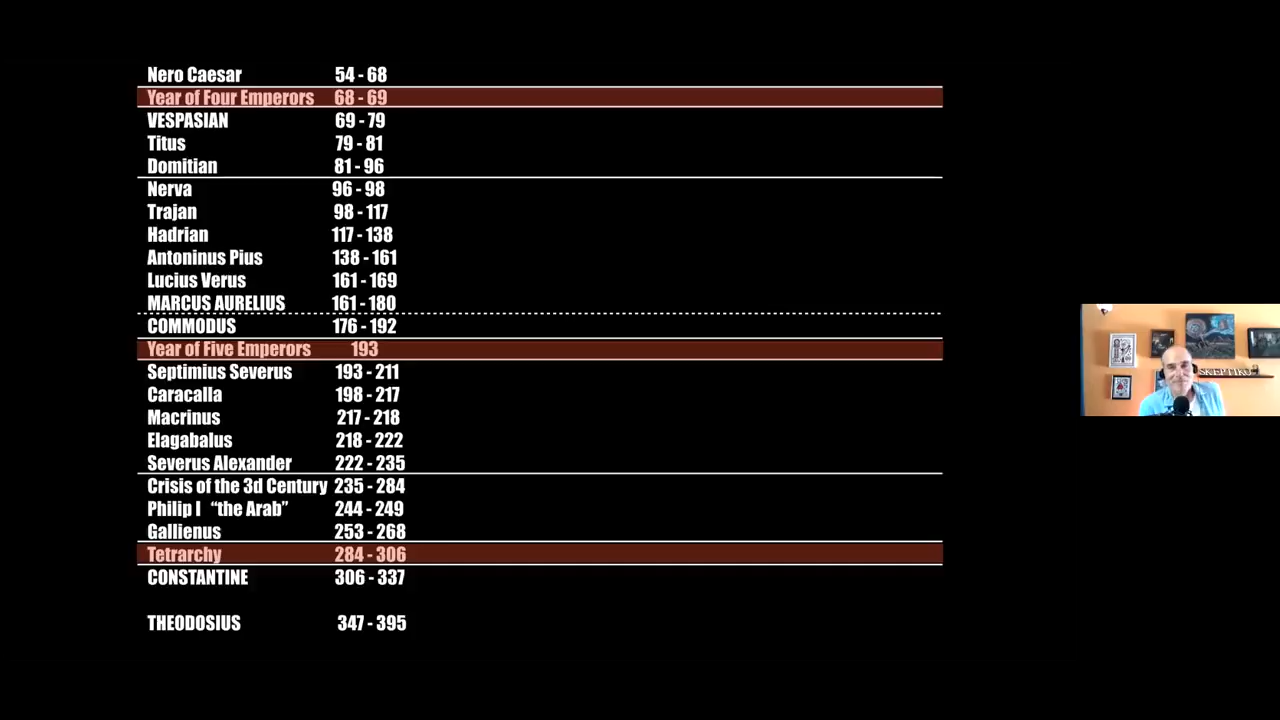 Nero Caesar 54 - 68
Year of Four Emperors 68 - 69
VESPASIAN 69 - 79
Titus 79 - 81
Domitian 81 - 96
Nerva 96 - 98
Trajan 98 - 117
Hadrian 117 - 138
Antoninus Pius 138 - 161
Lucius Verus 161 - 169
MARCUS AURELIUS 161 - 180
COMMODUS 176 - 192
Year of Five Emperors 193
Septimius Severus 193 - 211
Caracalla 198 - 217
Macrinus 217 - 218
Elagabalus 218 - 222
Severus Alexander 222 - 235
Crisis of the 3d Century 235 - 284
Philip I “the Arab” 244 - 249
Gallienus 253 - 268
Tetrarchy 284 - 306
CONSTANTINE 306 - 337
THEODOSIUS 347 - 395
SKEPTIKO